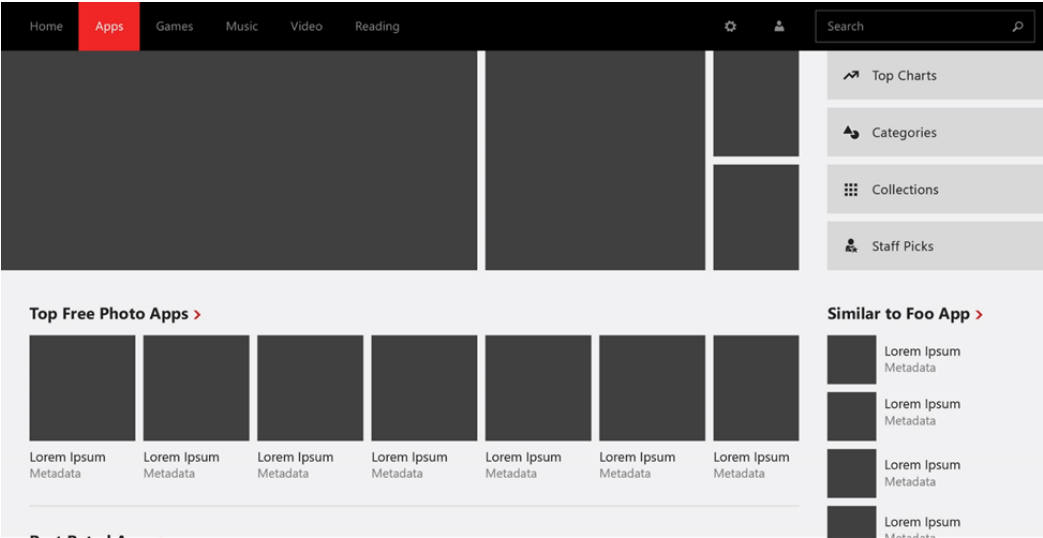 Home Apps Games Music Video Reading Search
Top Charts
Categories
Collections
Staff Picks
Top Free Photo Apps >
Lorem Ipsum Lorem Ipsum Lorem Ipsum Lorem Ipsum Lorem Ipsum Lorem Ipsum Lorem Ipsum
Metadata Metadata Metadata Metadata Metadata Metadata Metadata
Similar to Foo App >
Lorem Ipsum
Metadata
Lorem Ipsum
Metadata
Lorem Ipsum
Metadata
Lorem Ipsum
Metadata